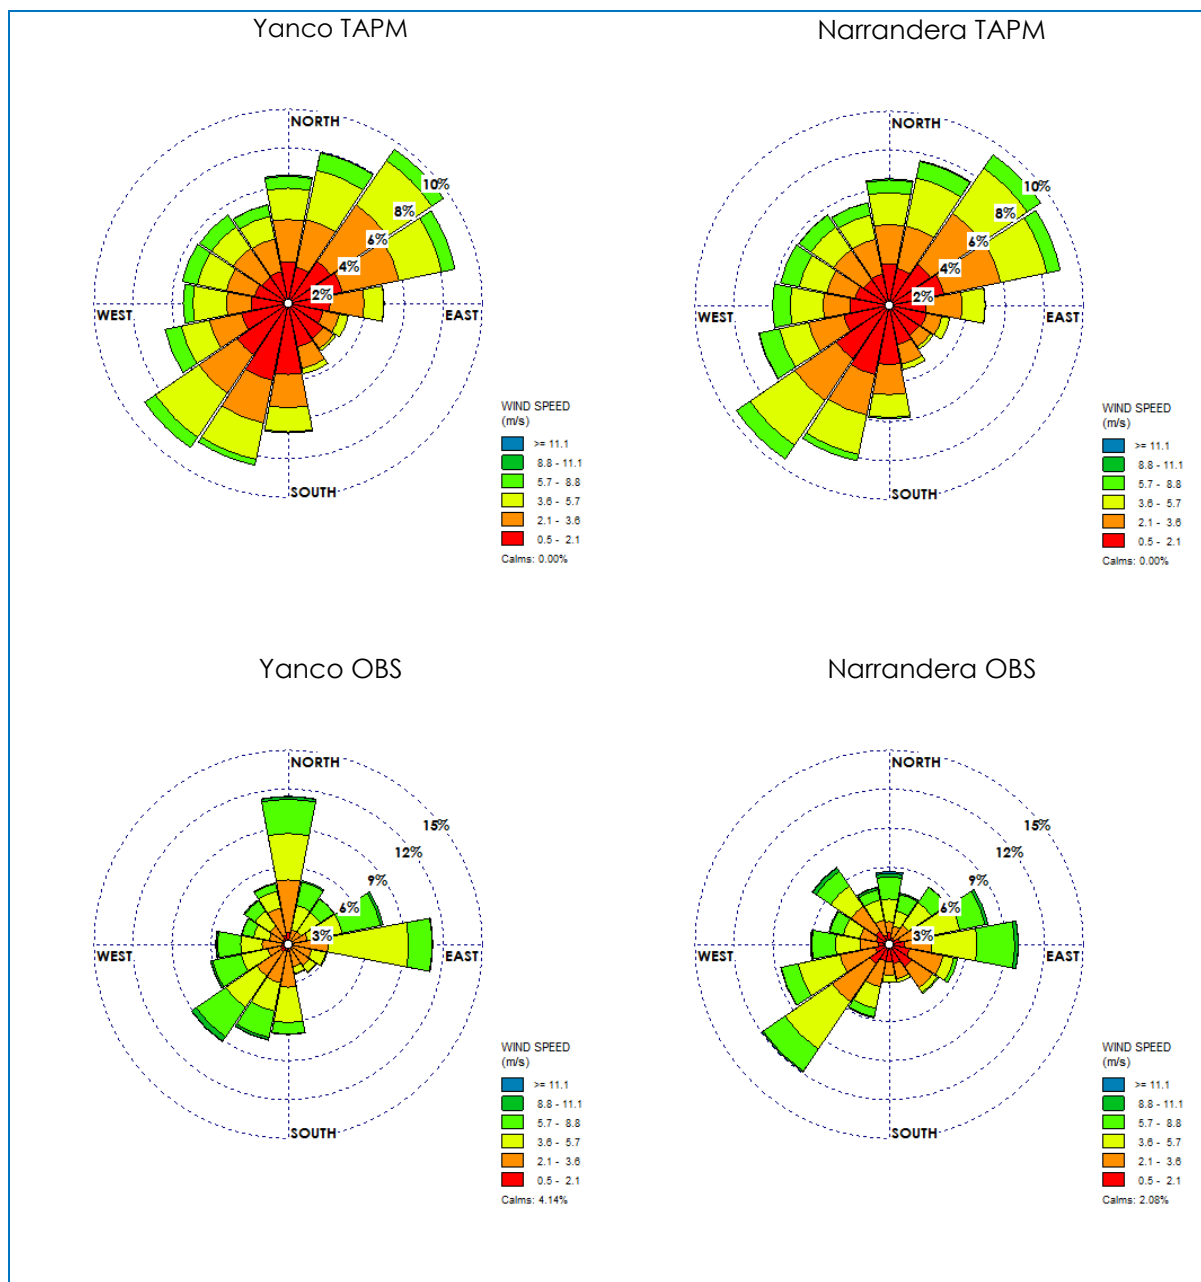 Yanco TAPM
NORTH
10%
8%
6%
4%
2%
WEST
EAST
SOUTH
WIND SPEED
(m/s)
>= 11.1
8.8 - 11.1
5.7 - 8.8
3.6 - 5.7
2.1 - 3.6
0.5 - 2.1
Calms: 0.00%
Narrandera TAPM
NORTH
10%
8%
6%
4%
2%
WEST
EAST
SOUTH
WIND SPEED
(m/s)
>= 11.1
8.8 - 11.1
5.7 - 8.8
3.6 - 5.7
2.1 - 3.6
0.5 - 2.1
Calms: 0.00%
Yanco OBS
NORTH
15%
12%
9%
6%
3%
WEST
EAST
SOUTH
WIND SPEED
(m/s)
>= 11.1
8.8 - 11.1
5.7 - 8.8
3.6 - 5.7
2.1 - 3.6
0.5 - 2.1
Calms: 4.14%
Narrandera OBS
NORTH
15%
12%
9%
6%
3%
WEST
EAST
SOUTH
WIND SPEED
(m/s)
>= 11.1
8.8 - 11.1
5.7 - 8.8
3.6 - 5.7
2.1 - 3.6
0.5 - 2.1
Calms: 2.08%